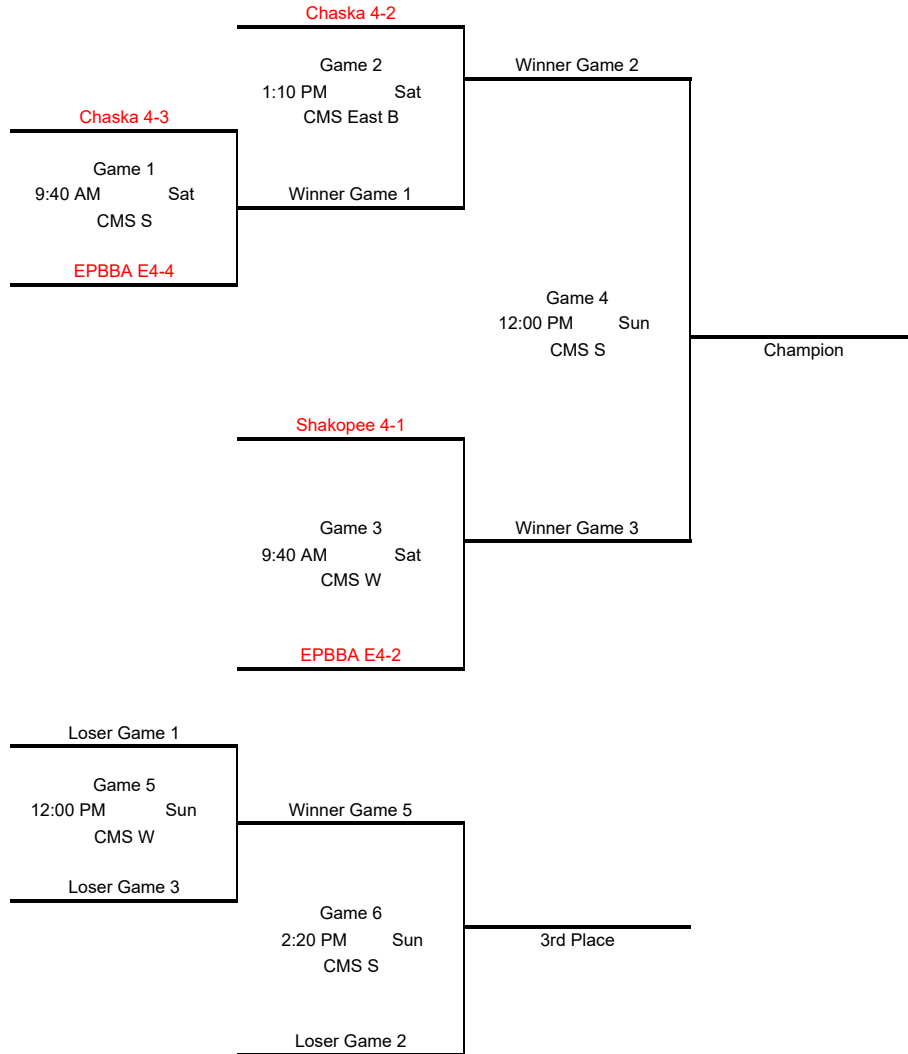 Chaska 4-2
Game 2
Winner Game 2
1:10 PM Sat
CMS East B
Chaska 4-3
Game 1
9:40 AM Sat
Winner Game 1
CMS S
EPBBA E4-4
Game 4
12:00 PM Sun
CMS S
Champion
Shakopee 4-1
Game 3
Winner Game 3
9:40 AM Sat
CMS W
EPBBA E4-2
Loser Game 1
Game 5
12:00 PM Sun
Winner Game 5
CMS W
Loser Game 3
Game 6
2:20 PM Sun
3rd Place
CMS S
Loser Game 2